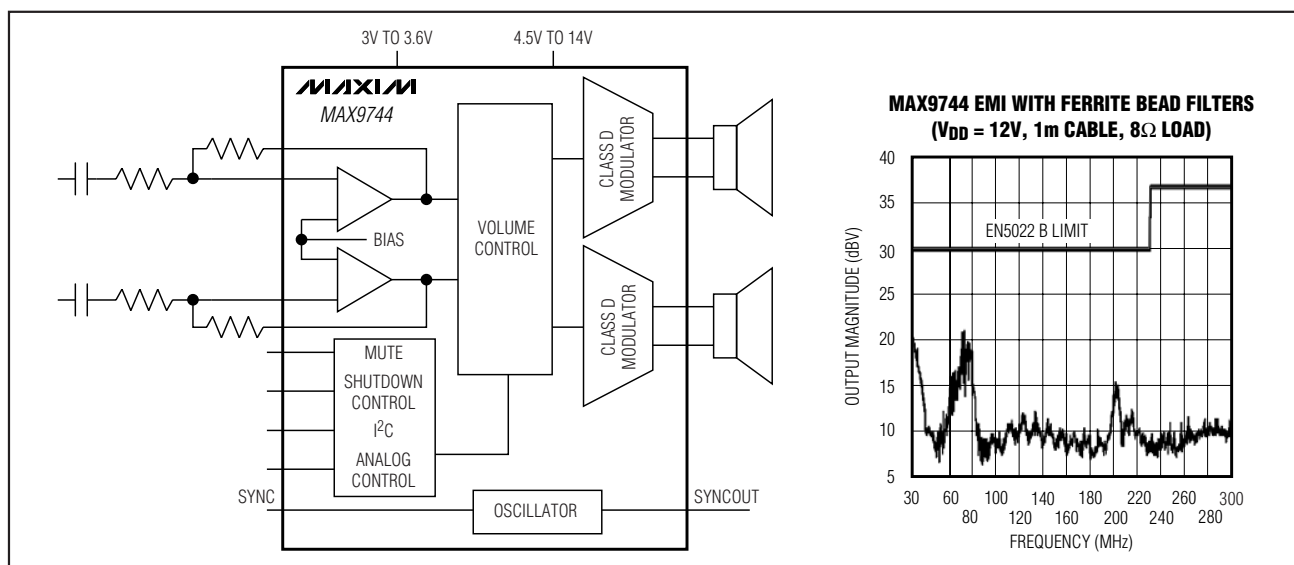 3V TO 3.6V
4.5V TO 14V
MAXIM
MAX9744
BIAS
VOLUME
CONTROL
CLASS D
MODULATOR
CLASS D
MODULATOR
MUTE
SHUTDOWN
CONTROL
I²C
ANALOG
CONTROL
SYNC
OSCILLATOR
SYNCOUT
MAX9744 EMI WITH FERRITE BEAD FILTERS
(VDD = 12V, 1m CABLE, 8Ω LOAD)
OUTPUT MAGNITUDE (dBV)
40
35
30
25
20
15
10
5
EN5022 B LIMIT
30 60 100 140 180 220 260 300
80 120 160 200 240 280
FREQUENCY (MHz)